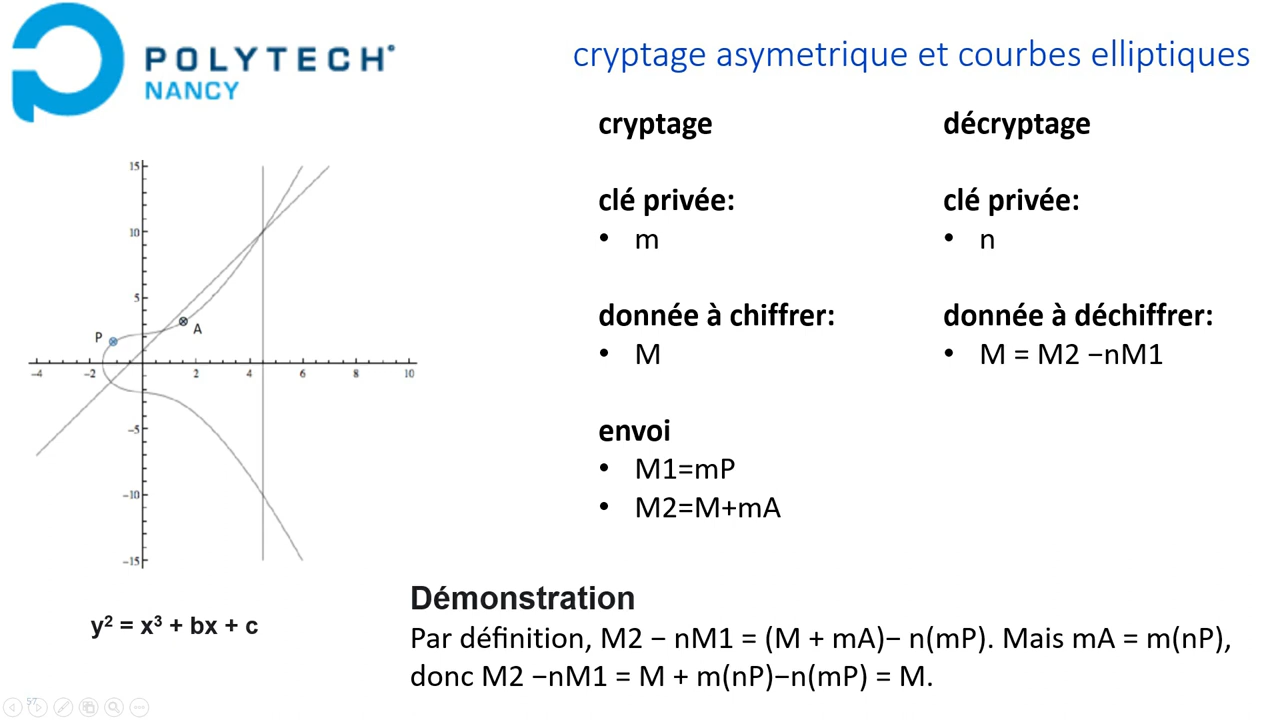 POLYTECH
NANCY
cryptage asymetrique et courbes elliptiques
cryptage
clé privée:
• m
donnée à chiffrer:
• M
envoi
• M1=mP
• M2=M+mA
décryptage
clé privée:
• n
donnée à déchiffrer:
• M = M2 −nM1
15
10
5
−5
−10
−15
−4
−2
2
4
6
8
10
P
A
y² = x³ + bx + c
Démonstration
Par définition, M2 − nM1 = (M + mA)− n(mP). Mais mA = m(nP),
donc M2 −nM1 = M + m(nP)−n(mP) = M.
57